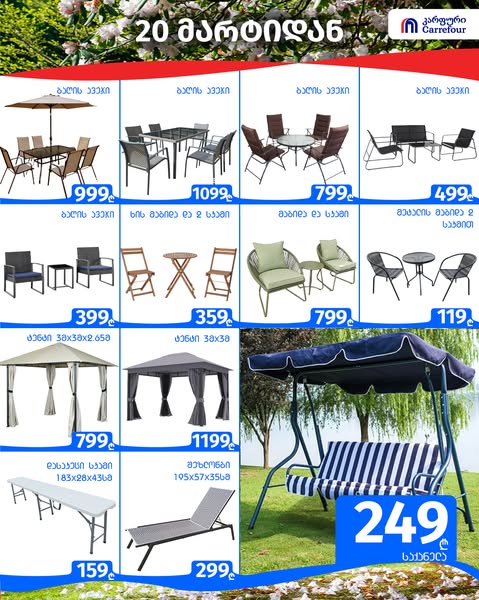 20 მარტიდან
კარფური
Carrefour
ბაღის ავეჯი
999₾
ბაღის ავეჯი
1099₾
ბაღის ავეჯი
799₾
ბაღის ავეჯი
499₾
ბაღის ავეჯი
399₾
ხის მაგიდა და 2 სკამი
359₾
მაგიდა და სკამი
799₾
მეტალის მაგიდა 2
სკამით
119₾
ტენტი 3მX3მX2.65მ
799₾
ტენტი 3მX3მ
1199₾
დასაკეცი სკამი
183X28X43სმ
159₾
შეზლონგი
195X57X35სმ
299₾
249₾
საქანელა